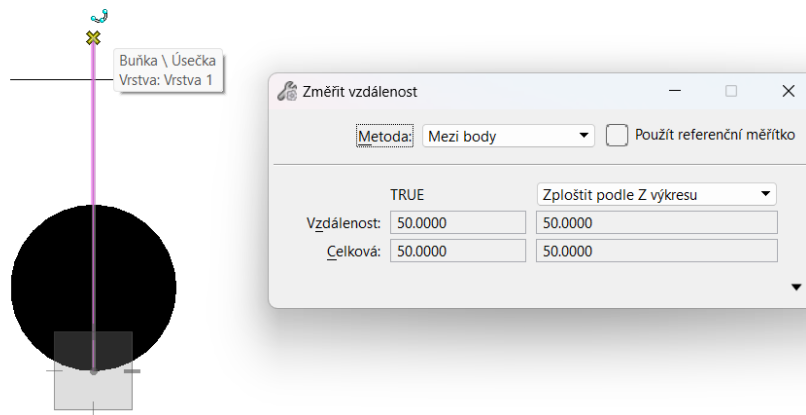 Buňka \ Úsečka
Vrstva: Vrstva 1
Změřit vzdálenost
Metoda: Mezi body Použít referenční měřítko
TRUE Zploštit podle Z výkresu
Vzdálenost: 50.0000 50.0000
Celková: 50.0000 50.0000